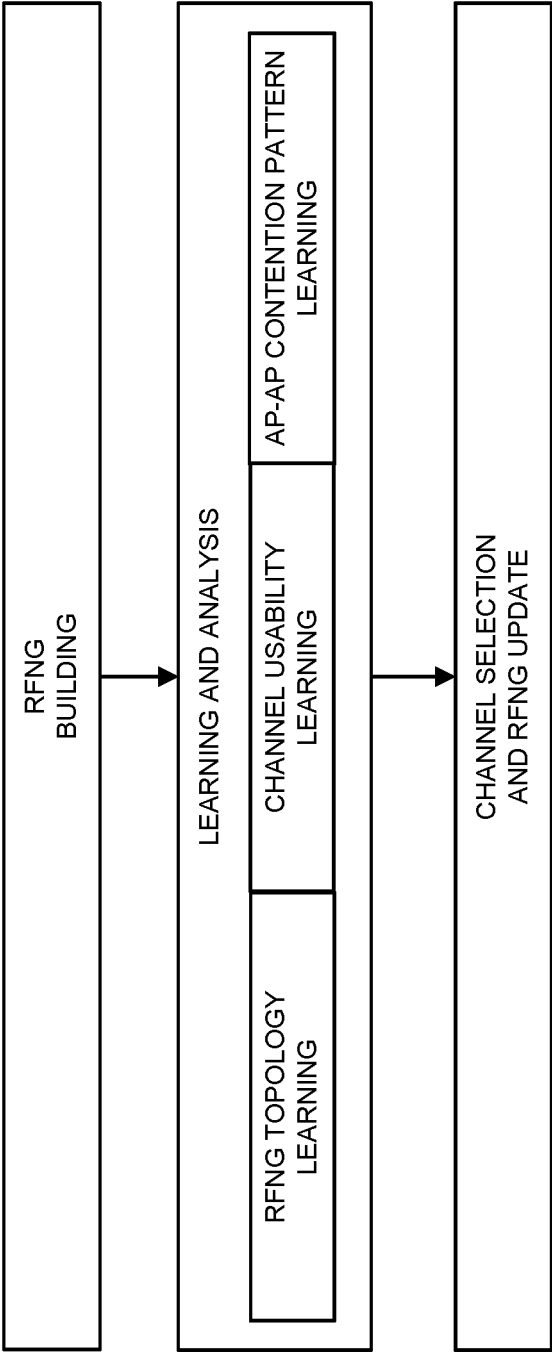 RFNG
BUILDING
LEARNING AND ANALYSIS
RFNG TOPOLOGY
LEARNING
CHANNEL USABILITY
LEARNING
AP-AP CONTENTION PATTERN
LEARNING
CHANNEL SELECTION
AND RFNG UPDATE